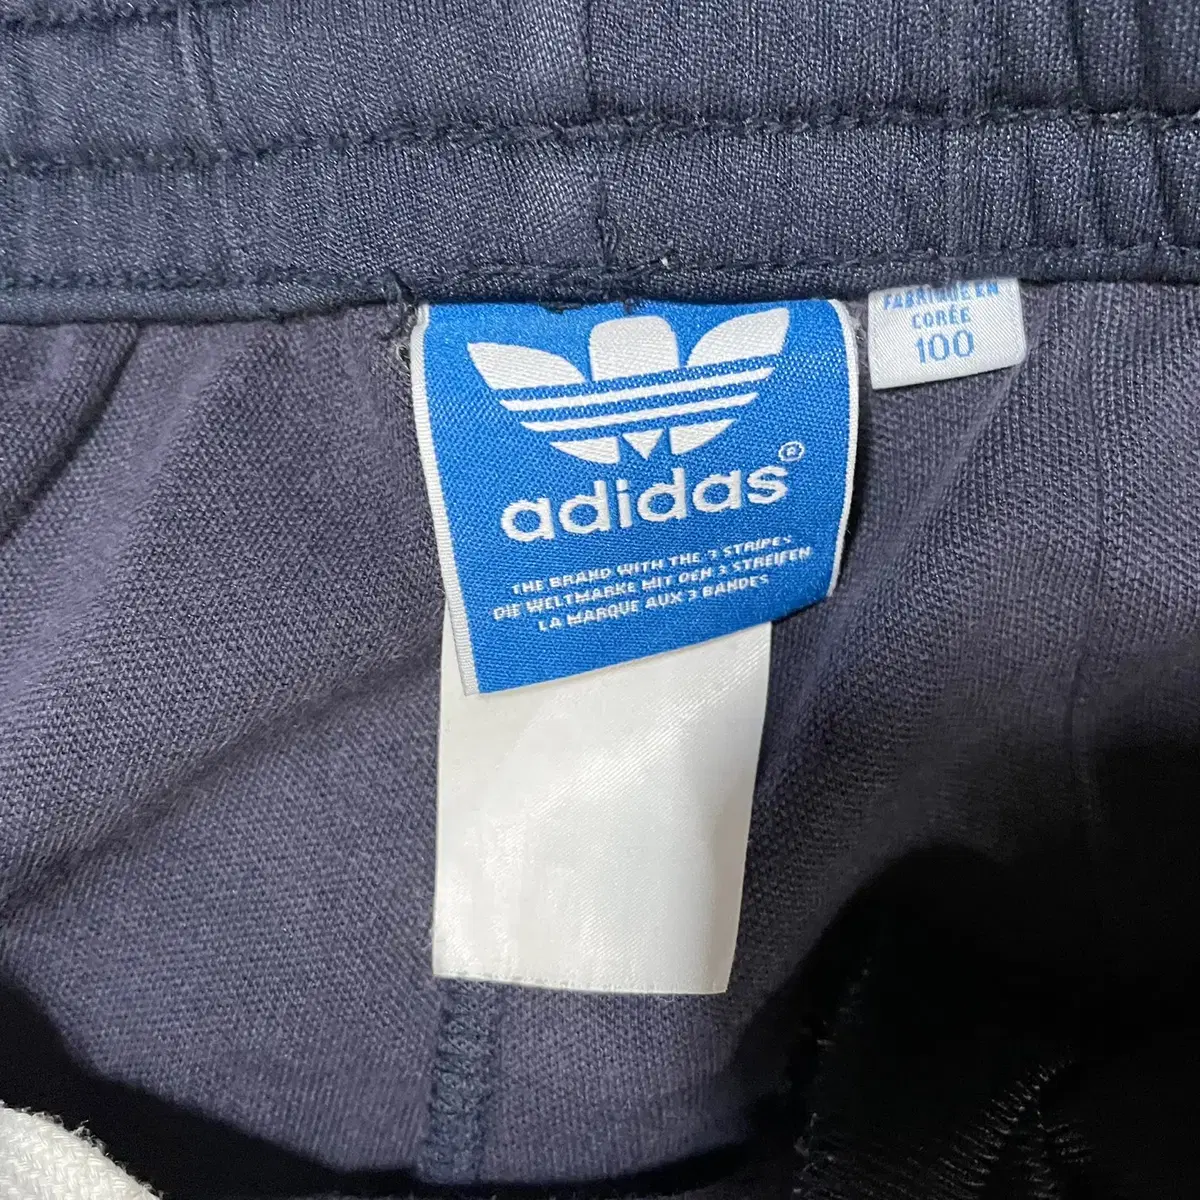 FABRIQUE EN
CORÉE
100
adidas®
THE BRAND WITH THE 3 STRIPES
DIE WELTMARKE MIT DEN 3 STREIFEN
LA MARQUE AUX 3 BANDES